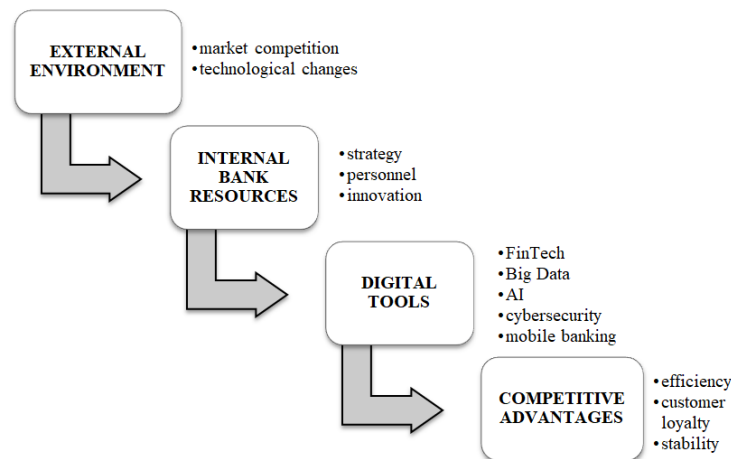 EXTERNAL
ENVIRONMENT
•market competition
•technological changes
INTERNAL
BANK
RESOURCES
•strategy
•personnel
•innovation
DIGITAL
TOOLS
•FinTech
•Big Data
•AI
•cybersecurity
•mobile banking
COMPETITIVE
ADVANTAGES
•efficiency
•customer
loyalty
•stability